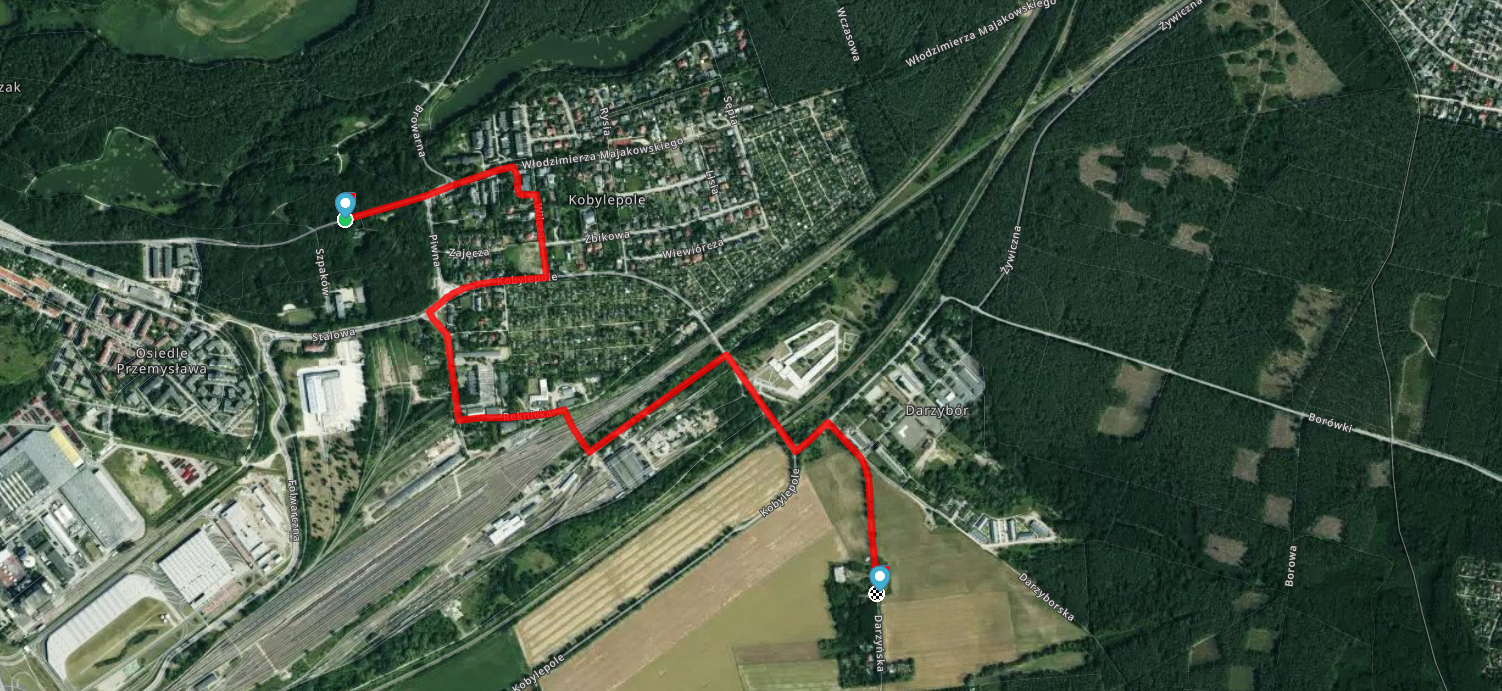 Żywiczna
Włodzimierza Majakowskiego
Wczasowa
zak
Browarna
Rysia
Sępia
Włodzimierza Majakowskiego
Lisia
Kobylepole
Żbikowa
Wiewiórcza
Zajęcza
Piwna
Szpaków
Żywiczna
Kobylepole
Stalowa
Osiedle
Przemysława
Darzybór
Borówki
Folwarczna
Kobylepole
Borowa
Darzyborska
Darzyńska
Kobylepole